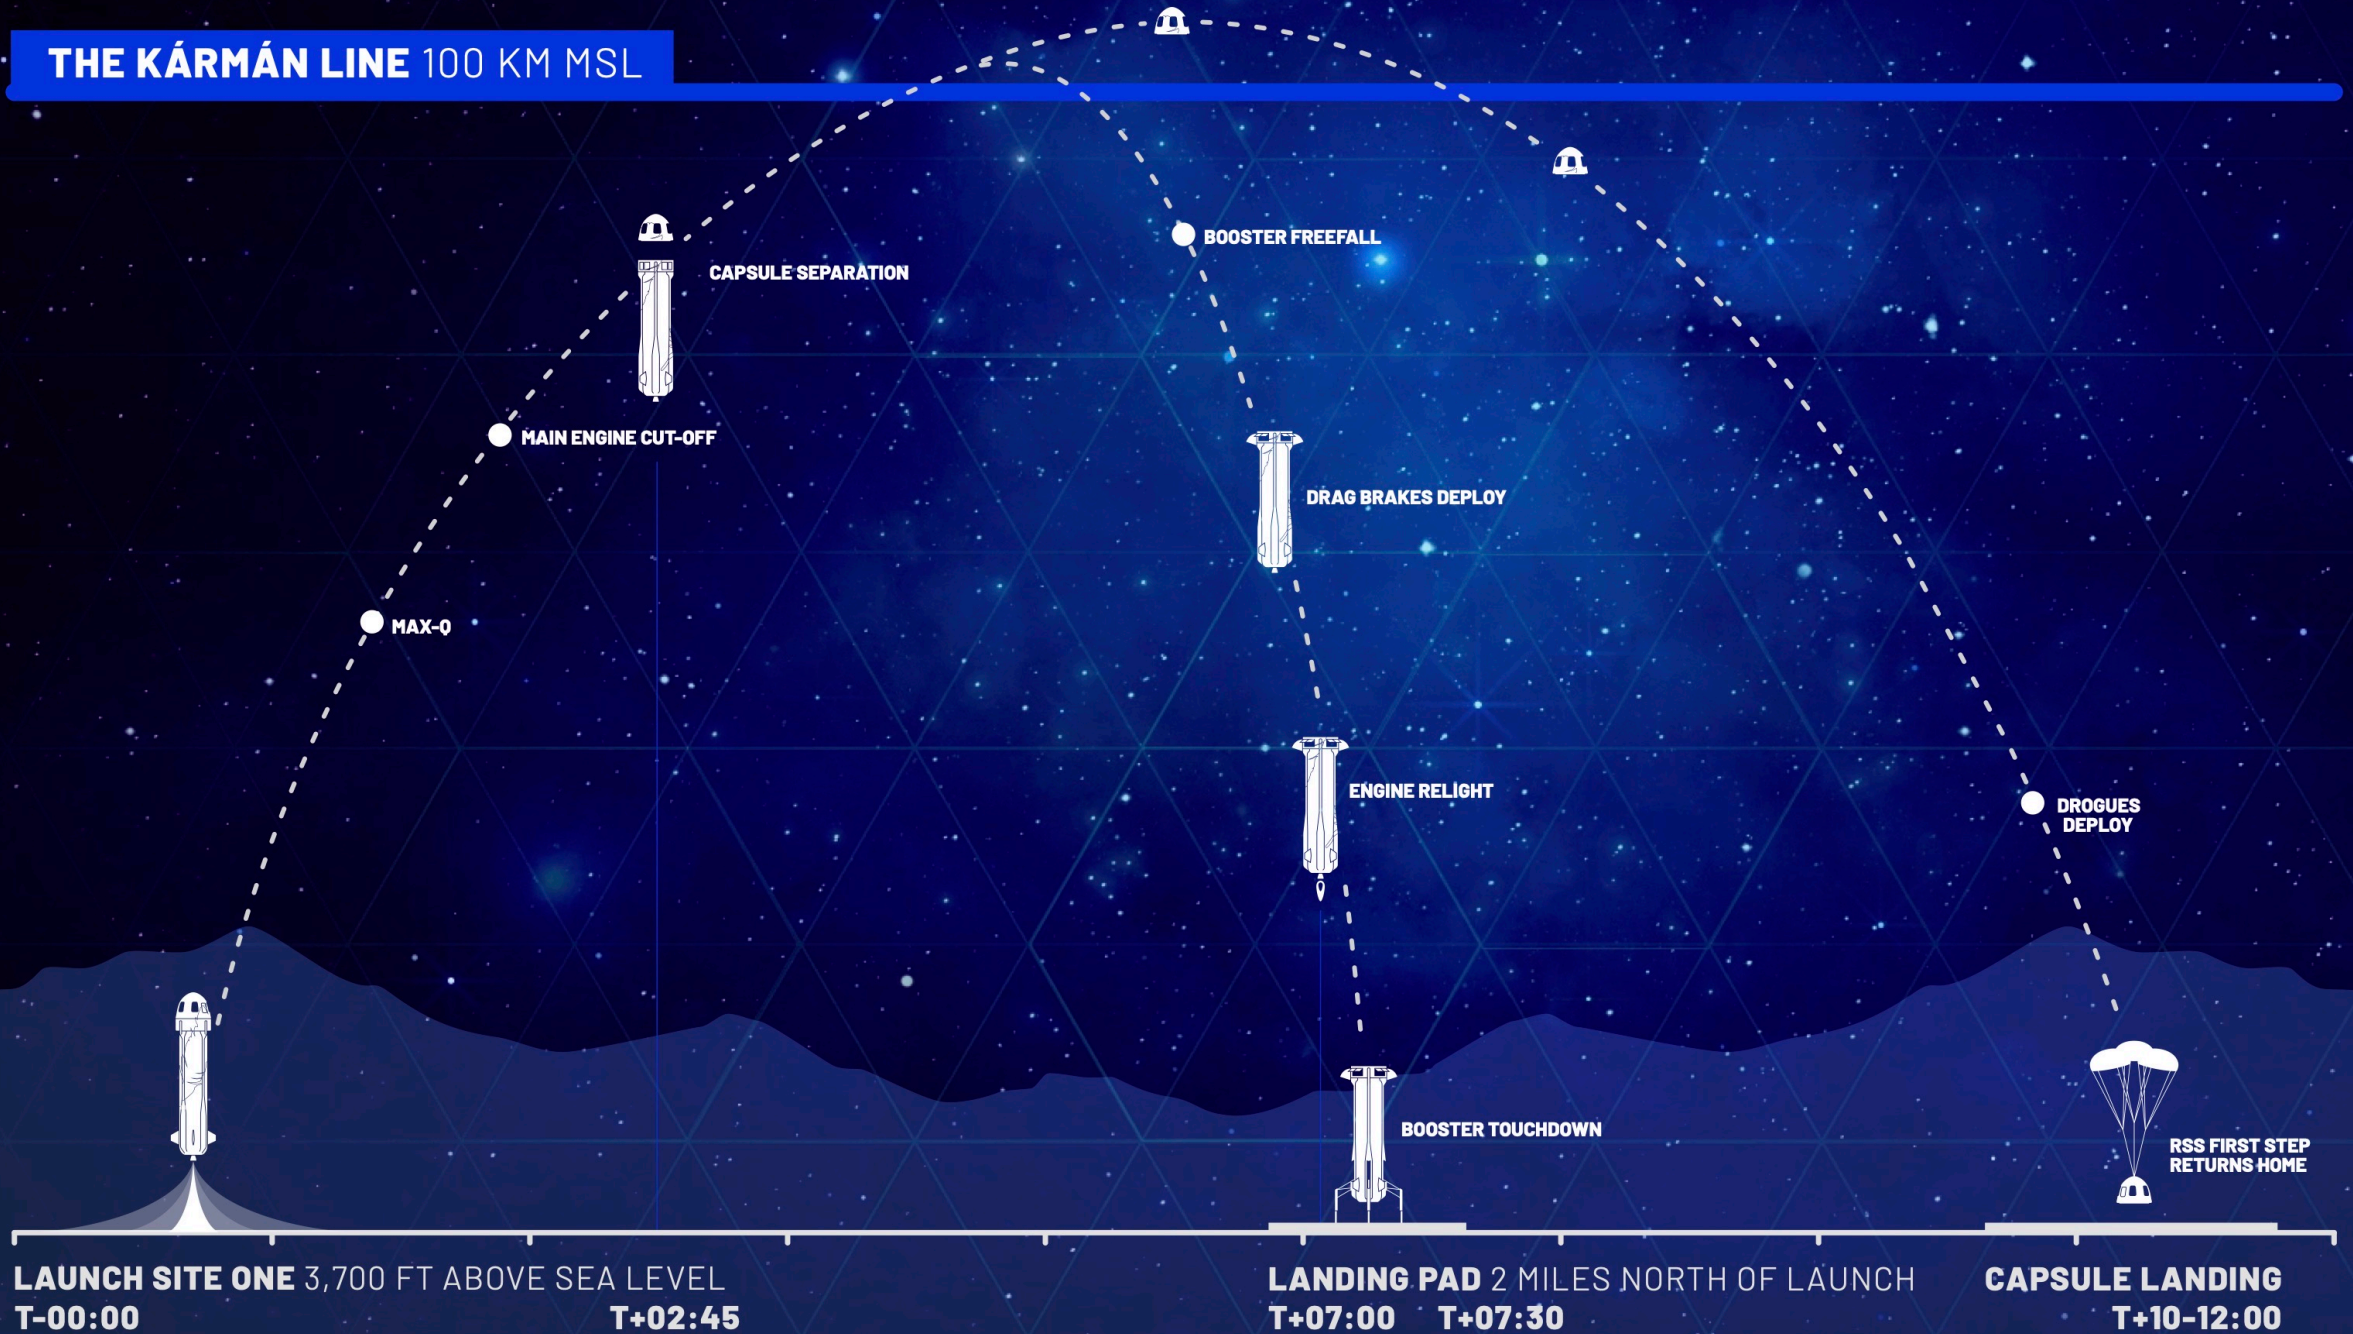 THE KÁRMÁN LINE 100 KM MSL
BOOSTER FREEFALL
CAPSULE SEPARATION
MAIN ENGINE CUT-OFF
DRAG BRAKES DEPLOY
MAX-Q
ENGINE RELIGHT
DROGUES
DEPLOY
BOOSTER TOUCHDOWN
RSS FIRST STEP
RETURNS HOME
LAUNCH SITE ONE 3,700 FT ABOVE SEA LEVEL
T-00:00
T+02:45
LANDING PAD 2 MILES NORTH OF LAUNCH
T+07:00
T+07:30
CAPSULE LANDING
T+10-12:00